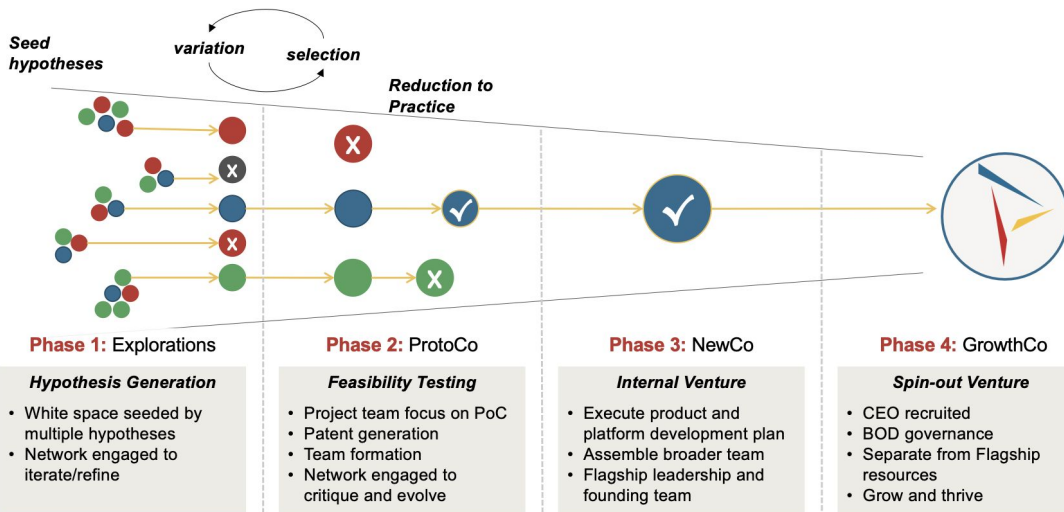 Seed
hypotheses
variation
selection
Reduction to
Practice
X
X
X
X
Phase 1: Explorations
Hypothesis Generation
• White space seeded by
multiple hypotheses
• Network engaged to
iterate/refine
Phase 2: ProtoCo
Feasibility Testing
• Project team focus on PoC
• Patent generation
• Team formation
• Network engaged to
critique and evolve
Phase 3: NewCo
Internal Venture
• Execute product and
platform development plan
• Assemble broader team
• Flagship leadership and
founding team
Phase 4: GrowthCo
Spin-out Venture
• CEO recruited
• BOD governance
• Separate from Flagship
resources
• Grow and thrive